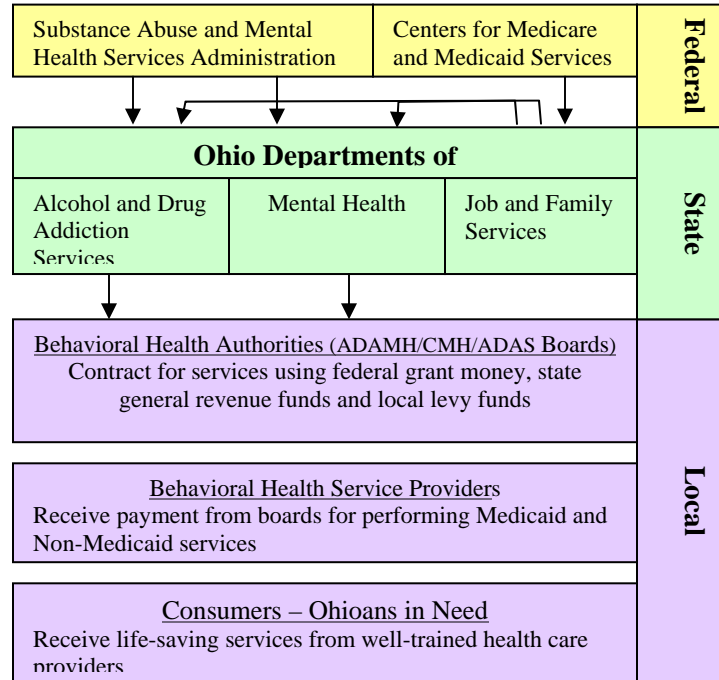 Substance Abuse and Mental
Health Services Administration
Centers for Medicare
and Medicaid Services
Federal
Ohio Departments of
Alcohol and Drug
Addiction
Services
Mental Health
Job and Family
Services
State
Behavioral Health Authorities (ADAMH/CMH/ADAS Boards)
Contract for services using federal grant money, state
general revenue funds and local levy funds
Behavioral Health Service Providers
Receive payment from boards for performing Medicaid and
Non-Medicaid services
Local
Consumers – Ohioans in Need
Receive life-saving services from well-trained health care
providers